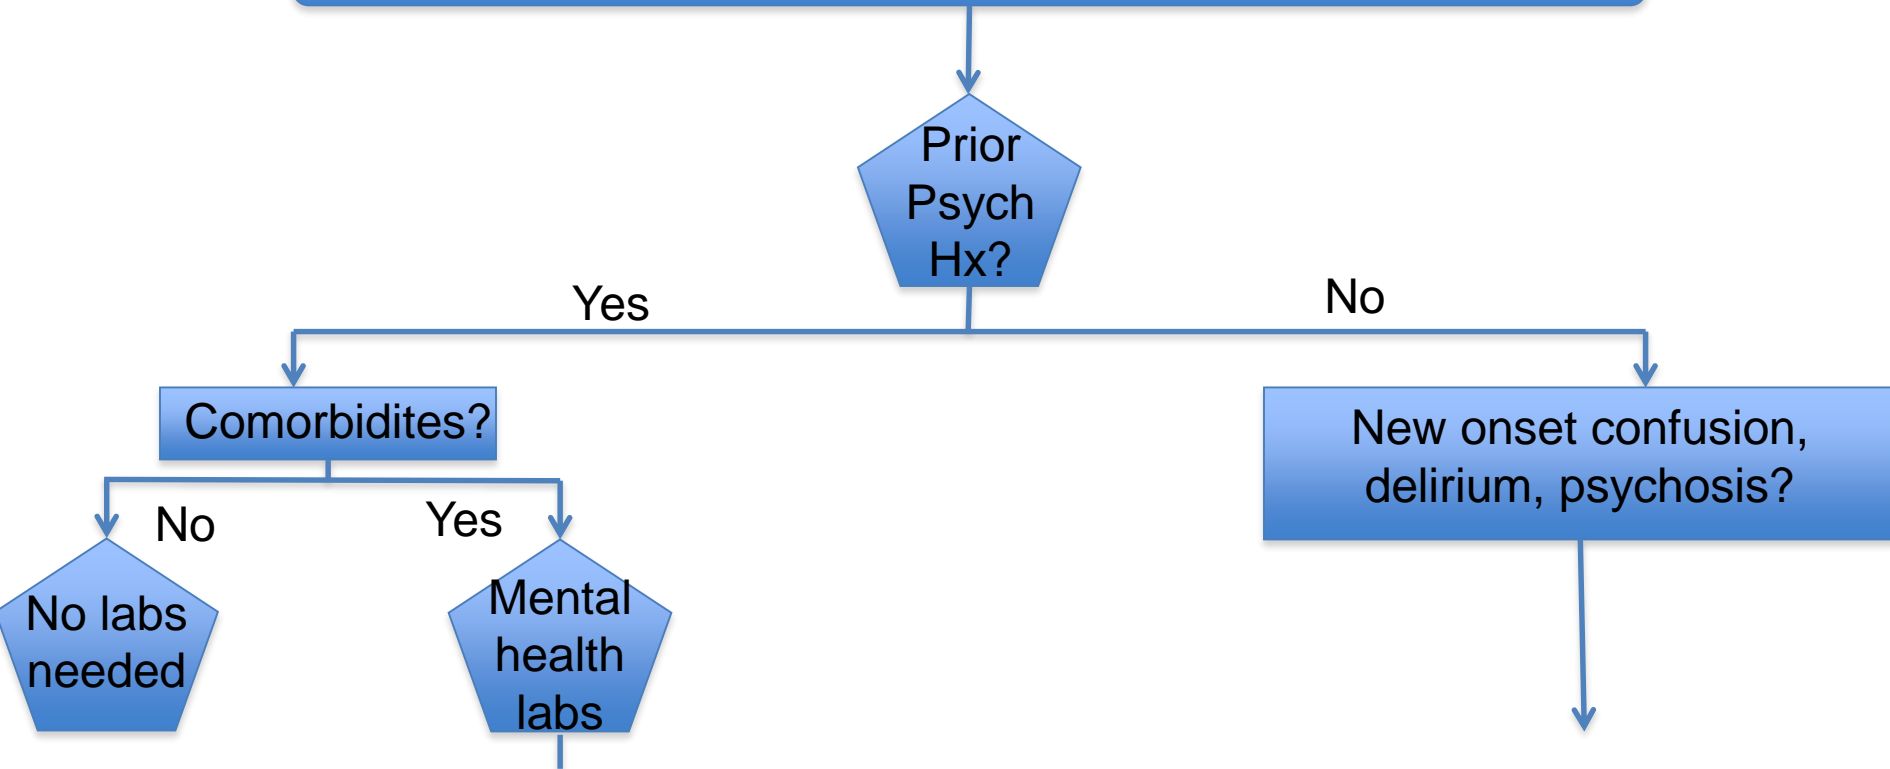 Prior
Psych
Hx?
Yes
No
Comorbidites?
New onset confusion,
delirium, psychosis?
No
Yes
No labs
needed
Mental
health
labs